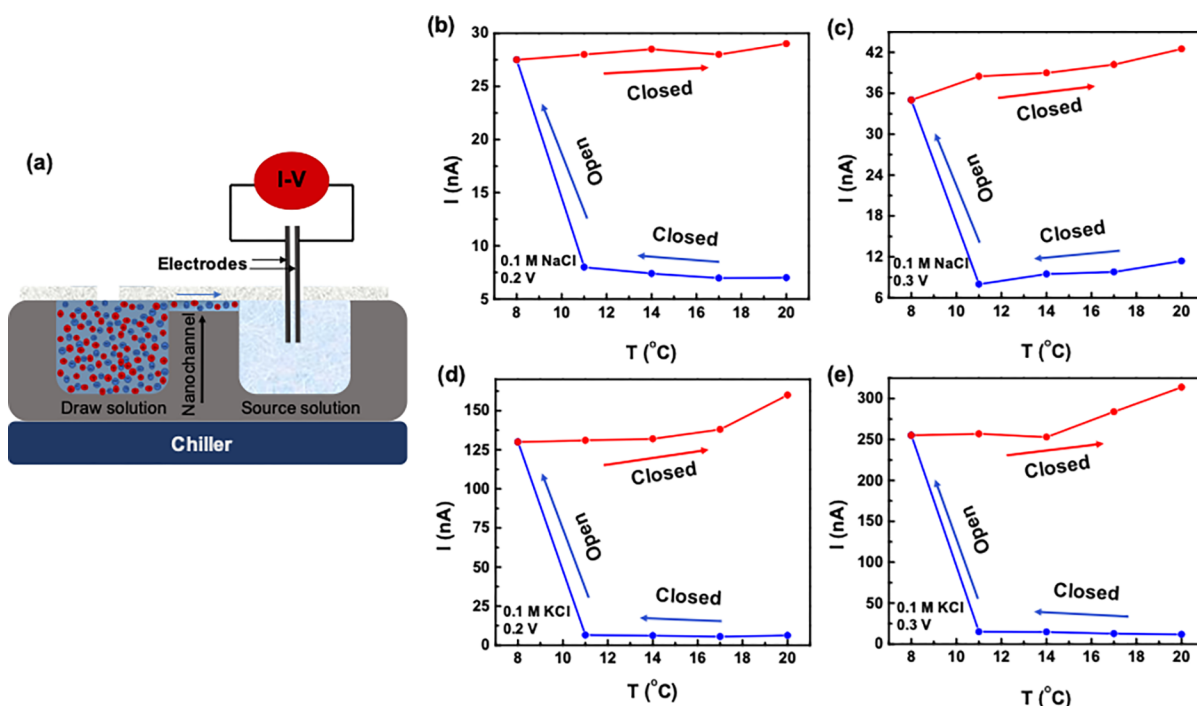 (a)
I-V
Electrodes
Draw solution
Nanochannel
Source solution
Chiller
(b)
30
25
20
15
10
5
I (nA)
Closed
Open
Closed
0.1 M NaCl
0.2 V
8 10 12 14 16 18 20
T (°C)
(c)
42
36
30
24
18
12
6
I (nA)
Closed
Open
Closed
0.1 M NaCl
0.3 V
8 10 12 14 16 18 20
T (°C)
(d)
150
125
100
75
50
25
0
I (nA)
Closed
Open
Closed
0.1 M KCl
0.2 V
8 10 12 14 16 18 20
T (°C)
(e)
300
250
200
150
100
50
0
I (nA)
Closed
Open
Closed
0.1 M KCl
0.3 V
8 10 12 14 16 18 20
T (°C)